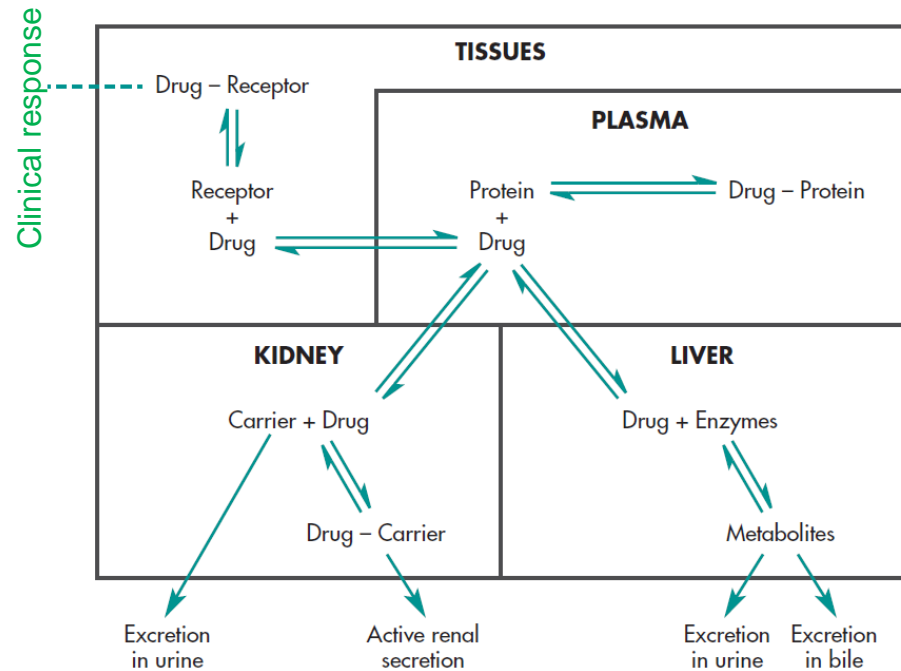 Clinical response
TISSUES
Drug – Receptor
PLASMA
Receptor
+
Drug
Protein
+
Drug
Drug – Protein
KIDNEY
Carrier + Drug
Drug – Carrier
LIVER
Drug + Enzymes
Metabolites
Excretion
in urine
Active renal
secretion
Excretion
in urine
Excretion
in bile